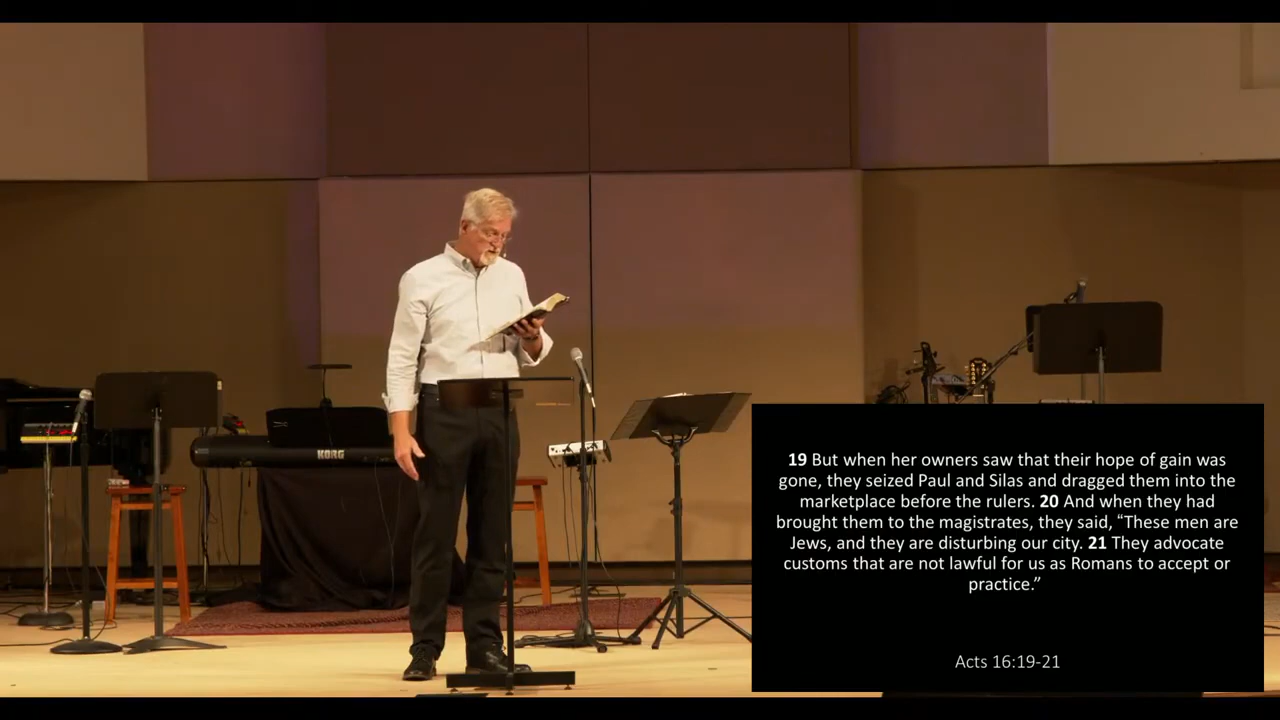 KORG
19 But when her owners saw that their hope of gain was
gone, they seized Paul and Silas and dragged them into the
marketplace before the rulers. 20 And when they had
brought them to the magistrates, they said, “These men are
Jews, and they are disturbing our city. 21 They advocate
customs that are not lawful for us as Romans to accept or
practice.”
Acts 16:19-21